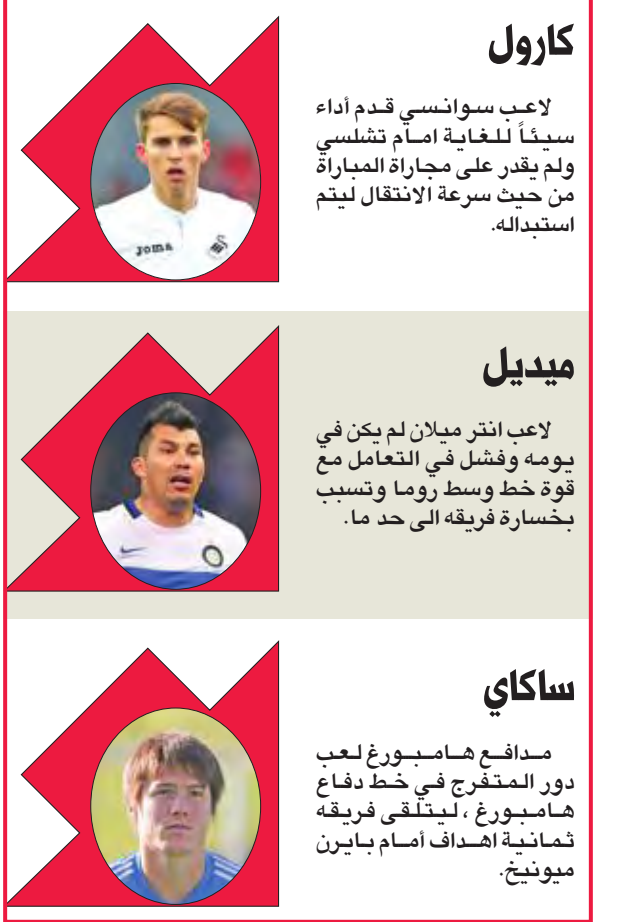 كارول
لاعب سوانسي قدم أداء
سيئاً للغاية امام تشلسي
ولم يقدر على مجاراة المباراة
من حيث سرعة الانتقال ليتم
استبداله.
joma
ميديل
لاعب انتر ميلان لم يكن في
يومه وفشل في التعامل مع
قوة خط وسط روما وتسبب
بخسارة فريقه الى حد ما.
ساكاي
مدافع هامبورغ لعب
دور المتفرج في خط دفاع
هامبورغ ، ليتلقى فريقه
ثمانية اهداف أمام بايرن
ميونيخ.